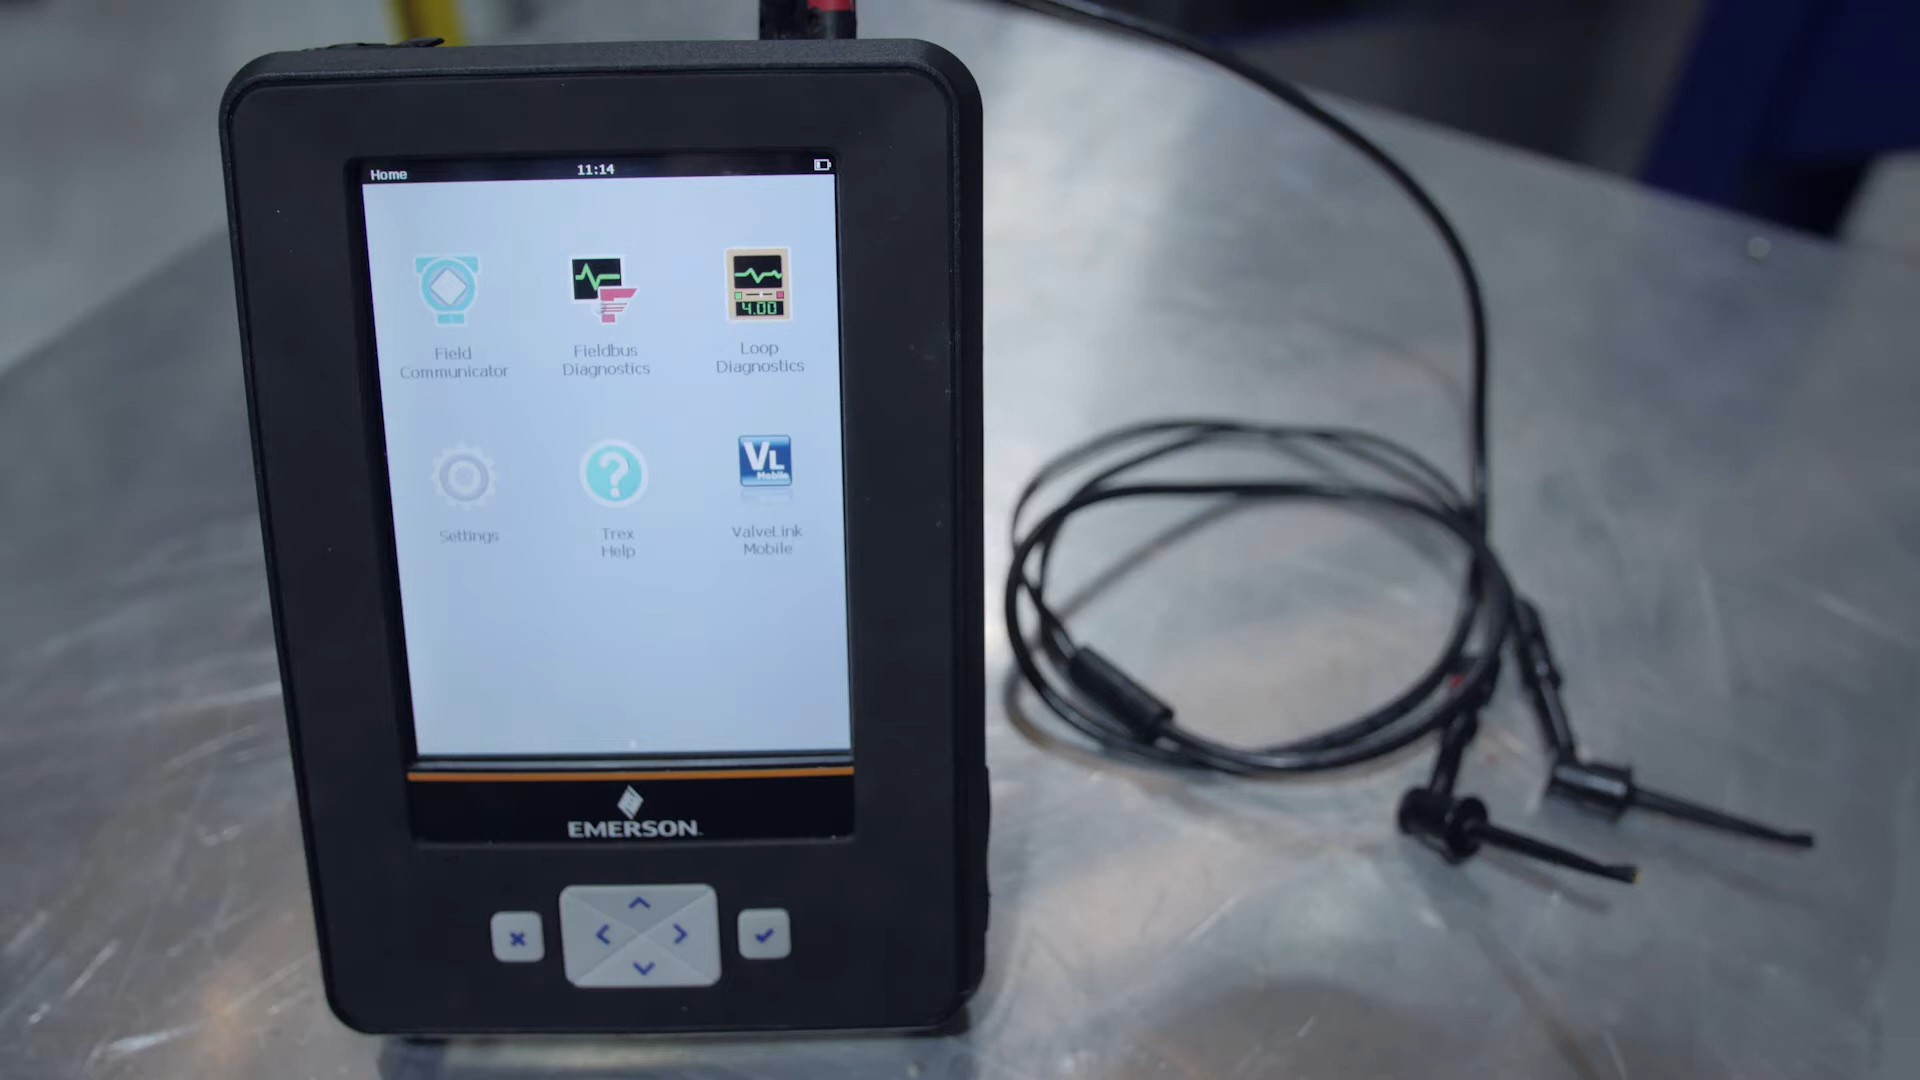 Home 11:14
Field
Communicator
Fieldbus
Diagnostics
4.00
Loop
Diagnostics
Settings
?
Trex
Help
VL
Mobile
ValveLink
Mobile
EMERSON